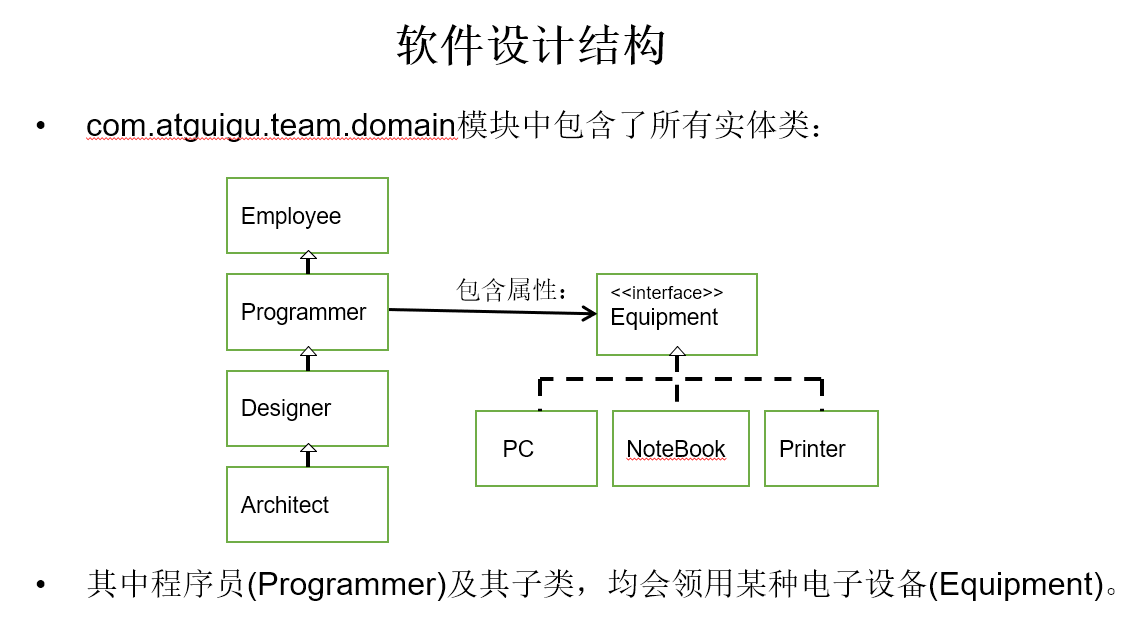 软件设计结构
• com.atguigu.team.domain模块中包含了所有实体类：
Employee
Programmer
包含属性：
<<interface>>
Equipment
Designer
Architect
PC
NoteBook
Printer
• 其中程序员(Programmer)及其子类，均会领用某种电子设备(Equipment)。